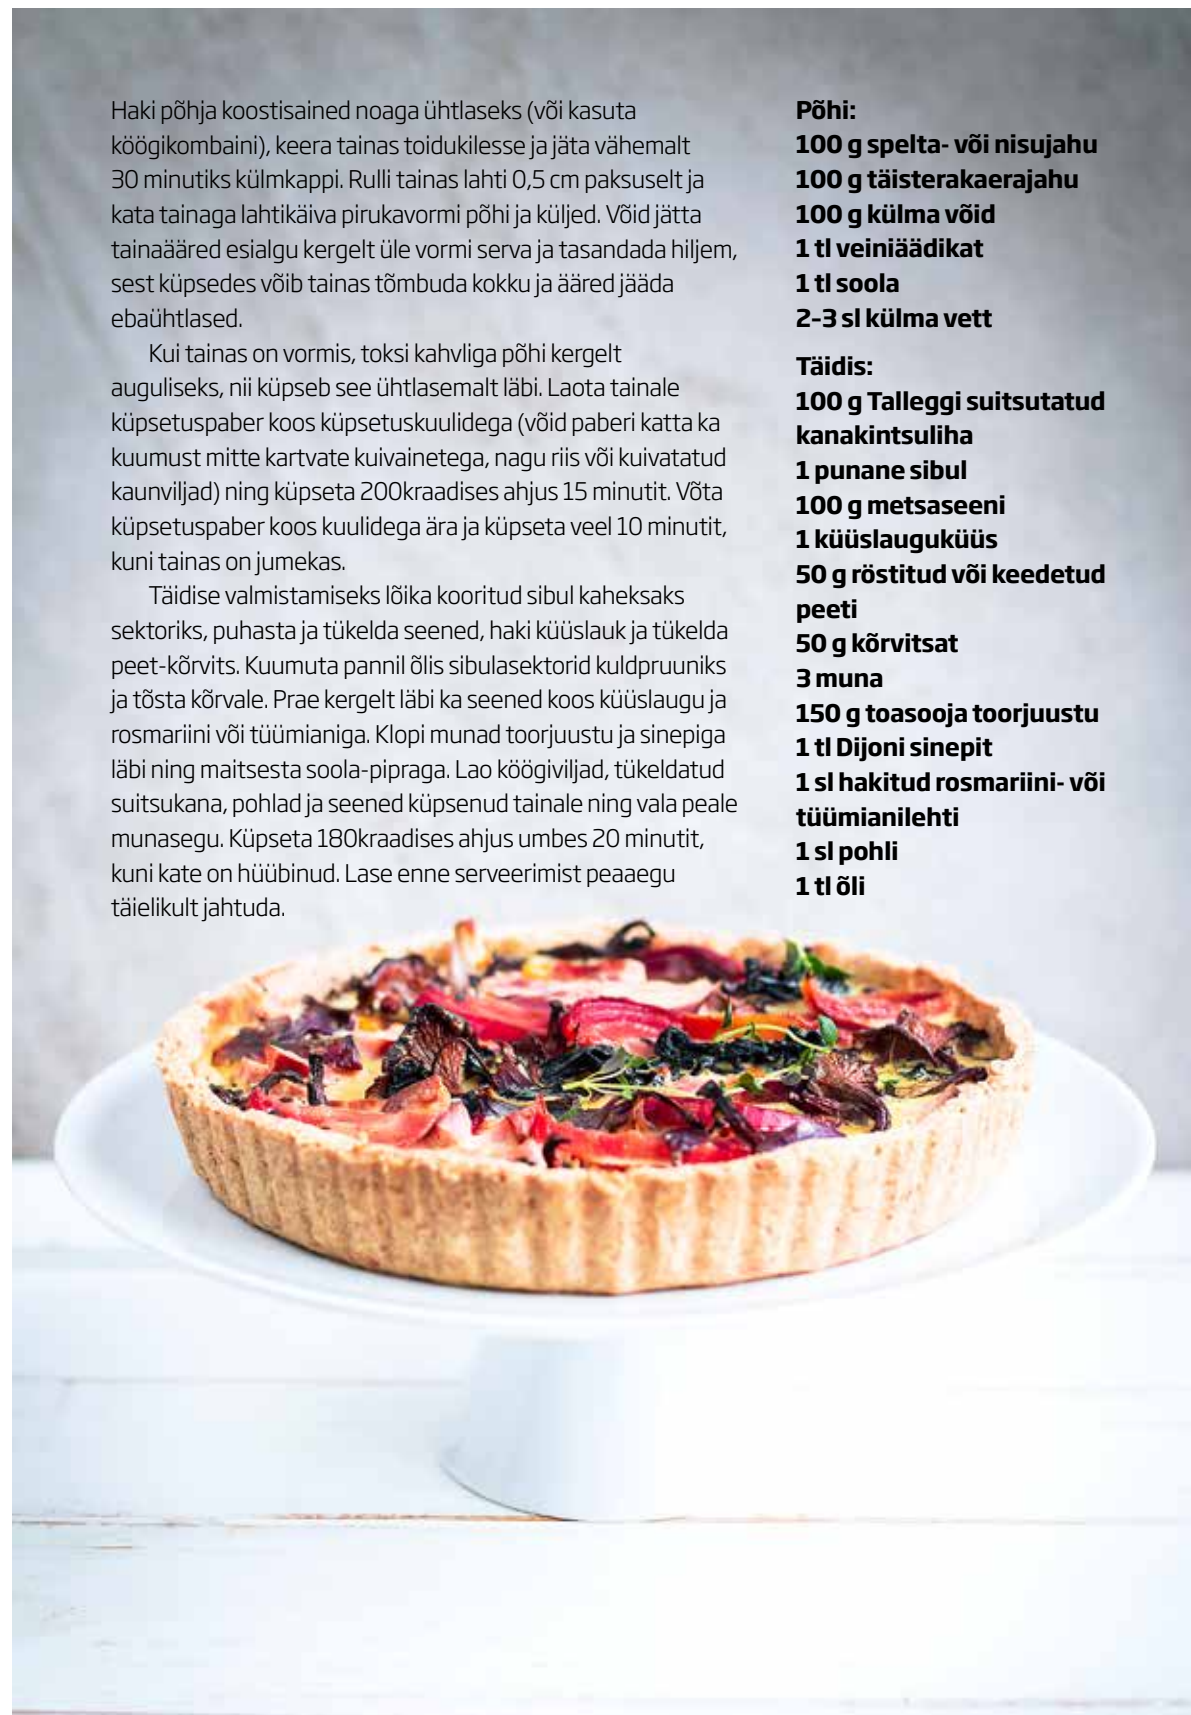 Haki põhja koostisained noaga ühtlaseks (või kasuta
köögikombaini), keera tainas toidukilesse ja jäta vähemalt
30 minutiks külmkappi. Rulli tainas lahti 0,5 cm paksuselt ja
kata tainaga lahtikäiva pirukavormi põhi ja küljed. Võid jätta
tainaääred esialgu kergelt üle vormi serva ja tasandada hiljem,
sest küpsedes võib tainas tõmbuda kokku ja ääred jääda
ebaühtlased.
Kui tainas on vormis, toksi kahvliga põhi kergelt
auguliseks, nii küpseb see ühtlasemalt läbi. Laota tainale
küpsetuspaber koos küpsetuskuulidega (võid paberi katta ka
kuumust mitte kartvate kuivainetega, nagu riis või kuivatatud
kaunviljad) ning küpseta 200kraadises ahjus 15 minutit. Võta
küpsetuspaber koos kuulidega ära ja küpseta veel 10 minutit,
kuni tainas on jumekas.
Täidise valmistamiseks lõika kooritud sibul kaheksaks
sektoriks, puhasta ja tükelda seened, haki küüslauk ja tükelda
peet-kõrvits. Kuumuta pannil õlis sibulasektorid kuldpruuniks
ja tõsta kõrvale. Prae kergelt läbi ka seened koos küüslaugu ja
rosmariini või tüümianiga. Klopi munad toorjuustu ja sinepiga
läbi ning maitsesta soola-pipraga. Lao köögiviljad, tükeldatud
suitsukana, pohlad ja seened küpsenud tainale ning vala peale
munasegu. Küpseta 180kraadises ahjus umbes 20 minutit,
kuni kate on hüübinud. Lase enne serveerimist peaaegu
täielikult jahtuda.
Põhi:
100 g spelta- või nisujahu
100 g täisterakaerajahu
100 g külma võid
1 tl veiniäädikat
1 tl soola
2–3 sl külma vett
Täidis:
100 g Talleggi suitsutatud
kanakintsuliha
1 punane sibul
100 g metsaseeni
1 küüslauguküüs
50 g röstitud või keedetud
peeti
50 g kõrvitsat
3 muna
150 g toasooja toorjuustu
1 tl Dijoni sinepit
1 sl hakitud rosmariini- või
tüümianilehti
1 sl pohli
1 tl õli